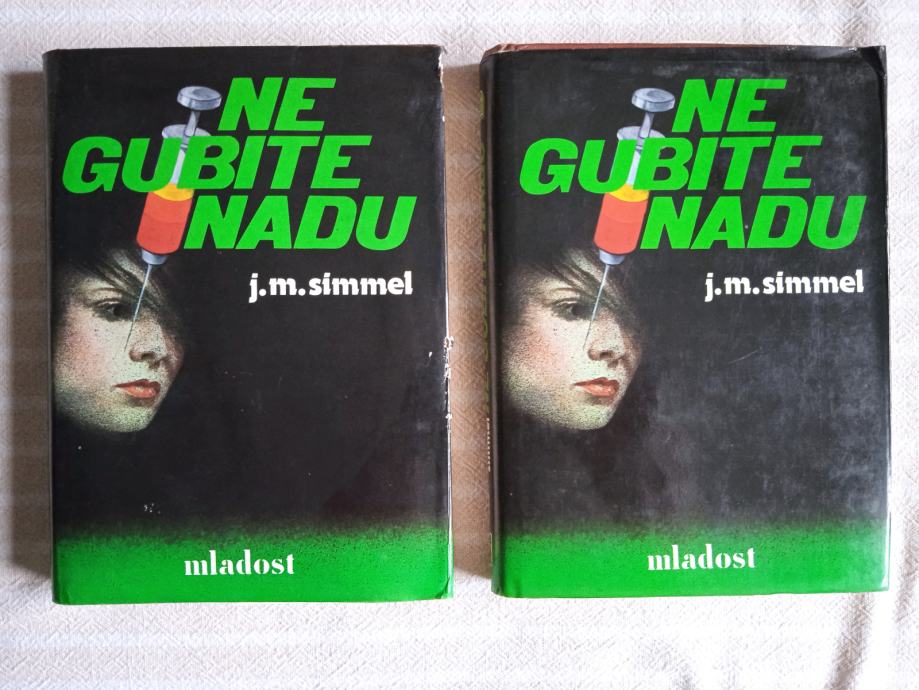 NE
GUBITE
NADU
j.m.simmel
mladost
NE
GUBITE
NADU
j.m.simmel
mladost